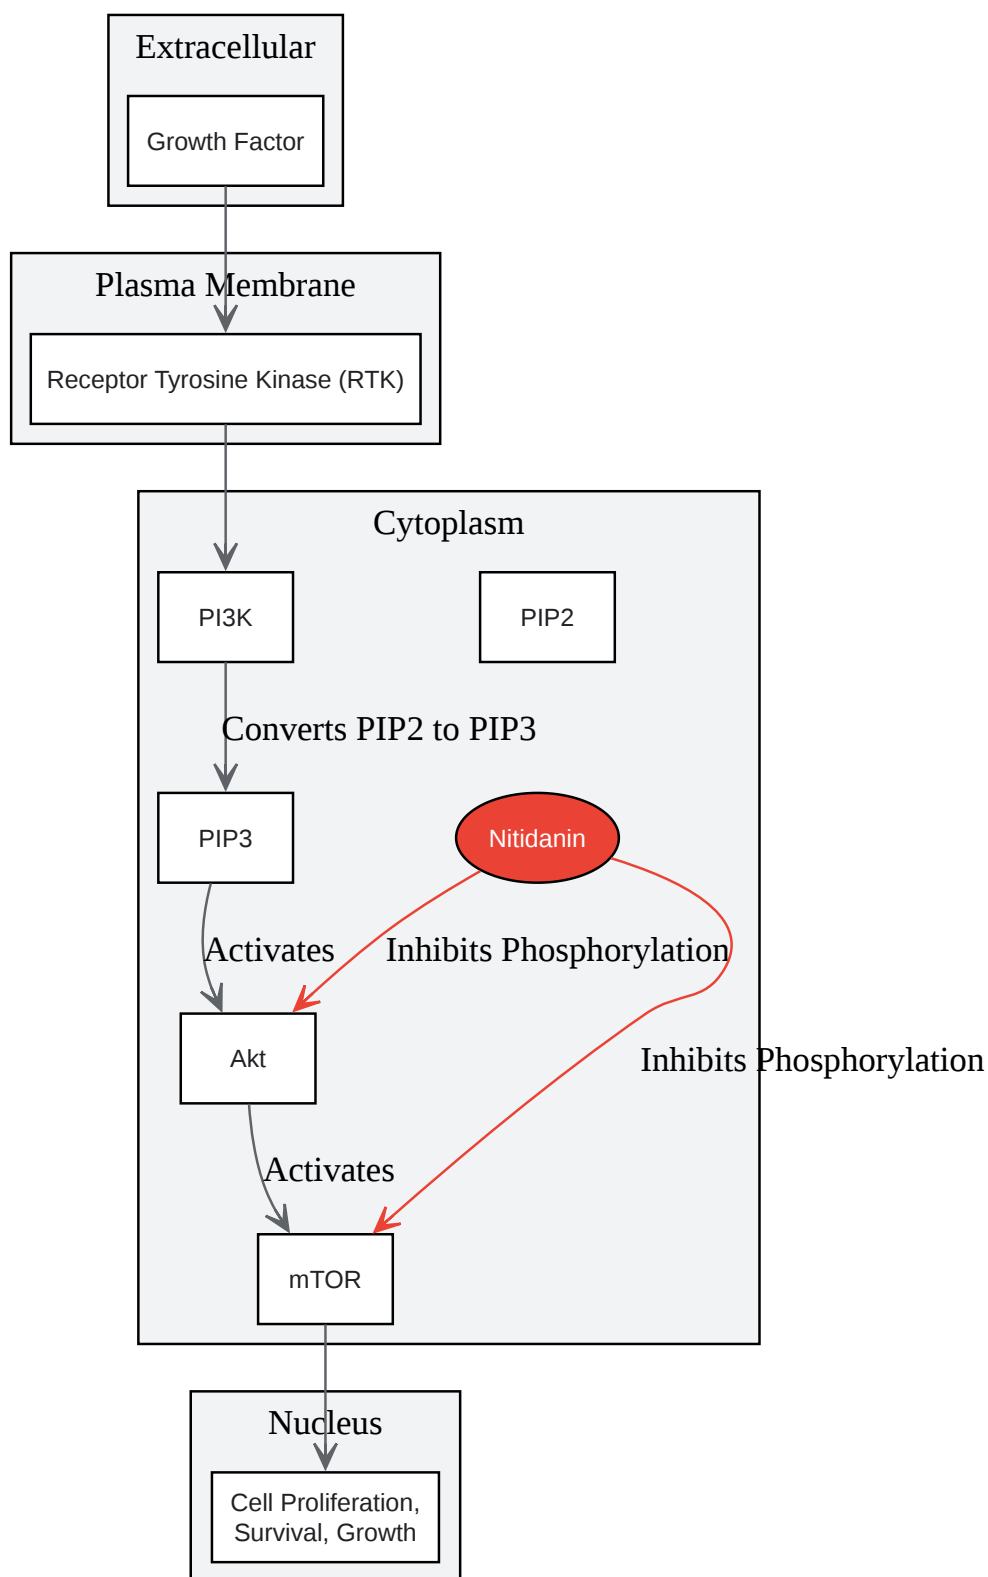 Extracellular
Growth Factor
Plasma Membrane
Receptor Tyrosine Kinase (RTK)
Cytoplasm
PI3K
PIP2
Converts PIP2 to PIP3
PIP3
Nitidanin
Activates
Inhibits Phosphorylation
Akt
Inhibits Phosphorylation
Activates
mTOR
Nucleus
Cell Proliferation,
Survival, Growth